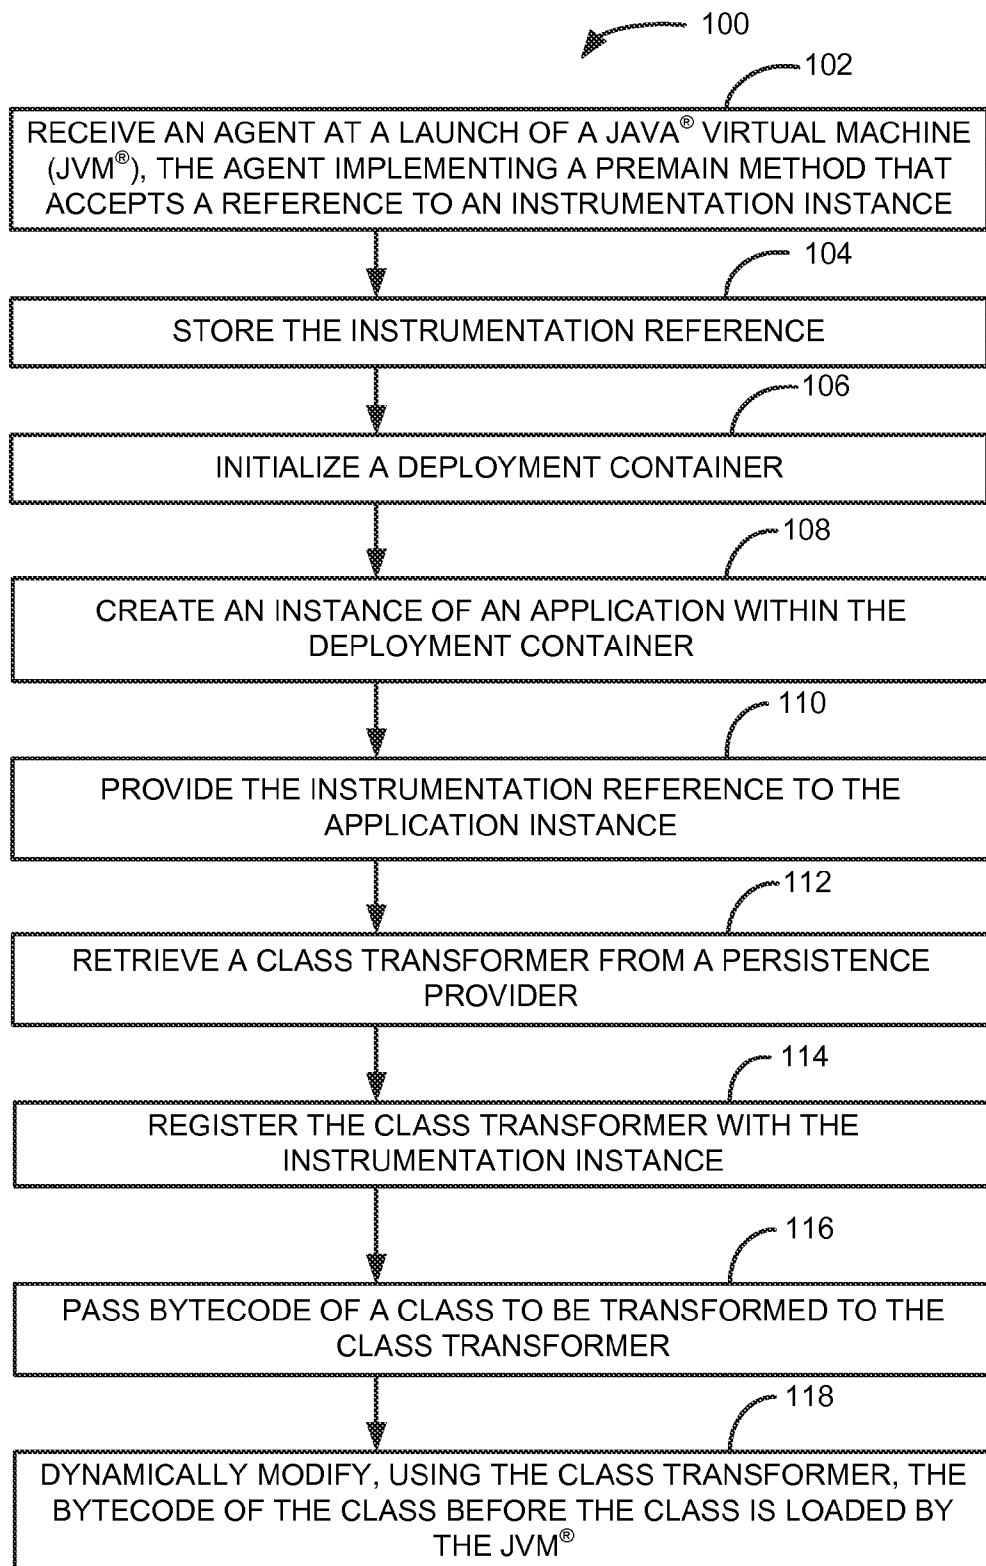 100
102
RECEIVE AN AGENT AT A LAUNCH OF A JAVA® VIRTUAL MACHINE
(JVM®), THE AGENT IMPLEMENTING A PREMAIN METHOD THAT
ACCEPTS A REFERENCE TO AN INSTRUMENTATION INSTANCE
104
STORE THE INSTRUMENTATION REFERENCE
106
INITIALIZE A DEPLOYMENT CONTAINER
108
CREATE AN INSTANCE OF AN APPLICATION WITHIN THE
DEPLOYMENT CONTAINER
110
PROVIDE THE INSTRUMENTATION REFERENCE TO THE
APPLICATION INSTANCE
112
RETRIEVE A CLASS TRANSFORMER FROM A PERSISTENCE
PROVIDER
114
REGISTER THE CLASS TRANSFORMER WITH THE
INSTRUMENTATION INSTANCE
116
PASS BYTECODE OF A CLASS TO BE TRANSFORMED TO THE
CLASS TRANSFORMER
118
DYNAMICALLY MODIFY, USING THE CLASS TRANSFORMER, THE
BYTECODE OF THE CLASS BEFORE THE CLASS IS LOADED BY
THE JVM®